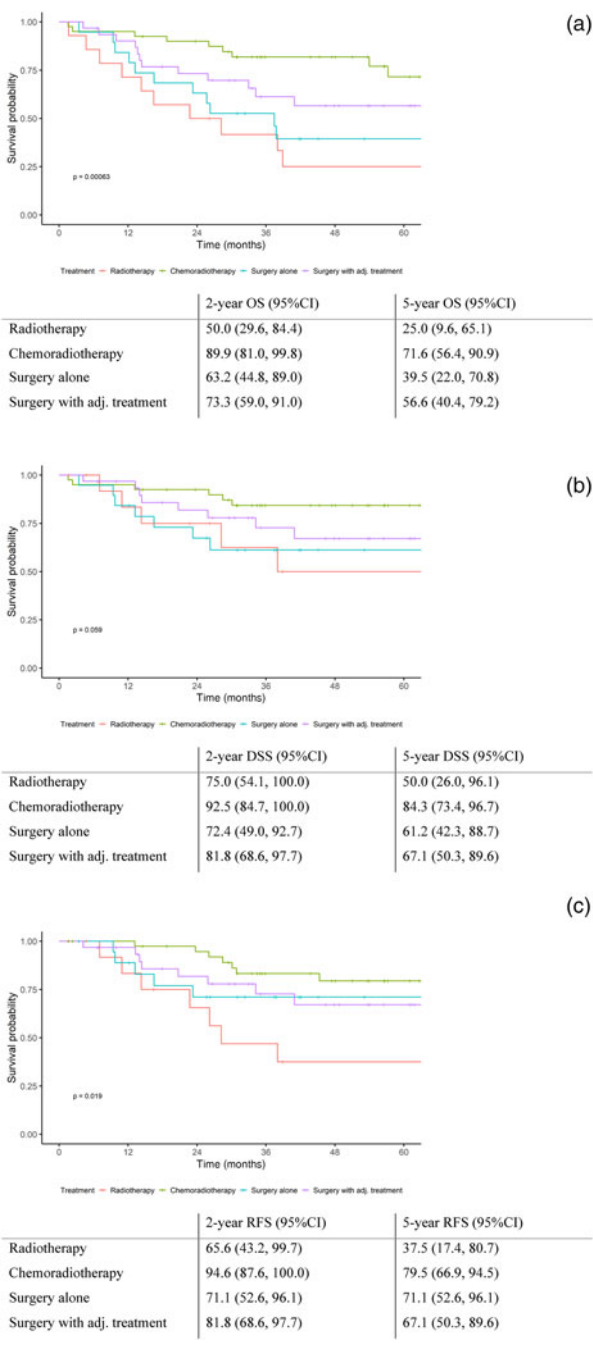 (a)
1.00
0.75
0.50
0.25
0.00
Survival probability
p = 0.00063
0 12 24 36 48 60
Time (months)
Treatment Radiotherapy Chemoradiotherapy Surgery alone Surgery with adj. treatment
2-year OS (95%CI) 5-year OS (95%CI)
Radiotherapy 50.0 (29.6, 84.4) 25.0 (9.6, 65.1)
Chemoradiotherapy 89.9 (81.0, 99.8) 71.6 (56.4, 90.9)
Surgery alone 63.2 (44.8, 89.0) 39.5 (22.0, 70.8)
Surgery with adj. treatment 73.3 (59.0, 91.0) 56.6 (40.4, 79.2)
(b)
1.00
0.75
0.50
0.25
0.00
Survival probability
p = 0.059
0 12 24 36 48 60
Time (months)
Treatment Radiotherapy Chemoradiotherapy Surgery alone Surgery with adj. treatment
2-year DSS (95%CI) 5-year DSS (95%CI)
Radiotherapy 75.0 (54.1, 100.0) 50.0 (26.0, 96.1)
Chemoradiotherapy 92.5 (84.7, 100.0) 84.3 (73.4, 96.7)
Surgery alone 72.4 (49.0, 92.7) 61.2 (42.3, 88.7)
Surgery with adj. treatment 81.8 (68.6, 97.7) 67.1 (50.3, 89.6)
(c)
1.00
0.75
0.50
0.25
0.00
Survival probability
p = 0.019
0 12 24 36 48 60
Time (months)
Treatment Radiotherapy Chemoradiotherapy Surgery alone Surgery with adj. treatment
2-year RFS (95%CI) 5-year RFS (95%CI)
Radiotherapy 65.6 (43.2, 99.7) 37.5 (17.4, 80.7)
Chemoradiotherapy 94.6 (87.6, 100.0) 79.5 (66.9, 94.5)
Surgery alone 71.1 (52.6, 96.1) 71.1 (52.6, 96.1)
Surgery with adj. treatment 81.8 (68.6, 97.7) 67.1 (50.3, 89.6)